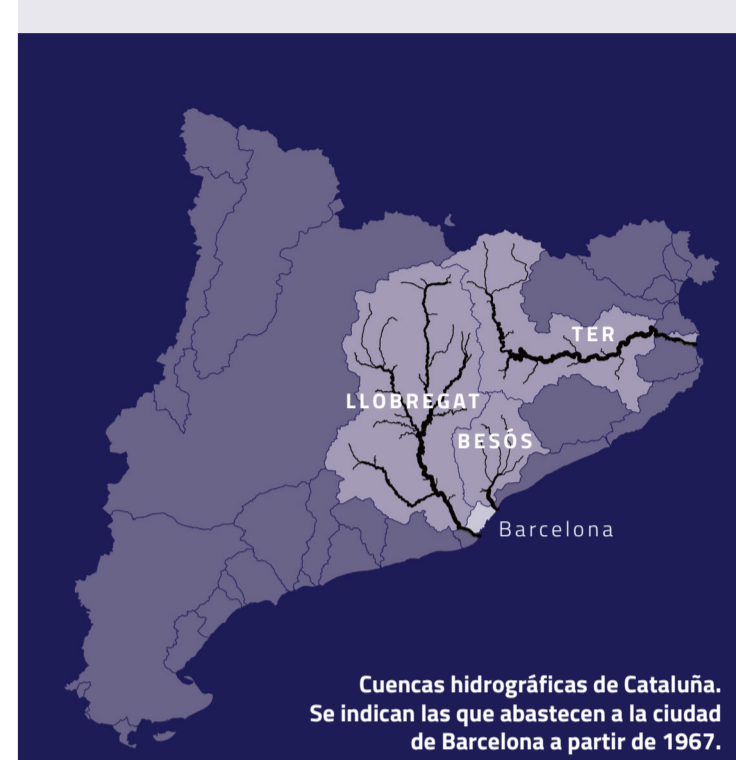 TER
LLOBREGAT
BESÓS
Barcelona
Cuencas hidrográficas de Cataluña.
Se indican las que abastecen a la ciudad
de Barcelona a partir de 1967.